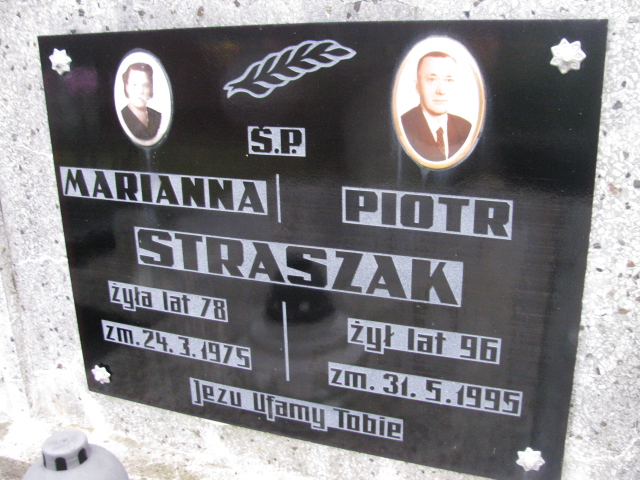 Ś.P.
MARIANNA PIOTR
STRASZAK
żyła lat 78
zm. 24.3.1975
żył lat 96
zm. 31.5.1995
Jezu Ufamy Tobie